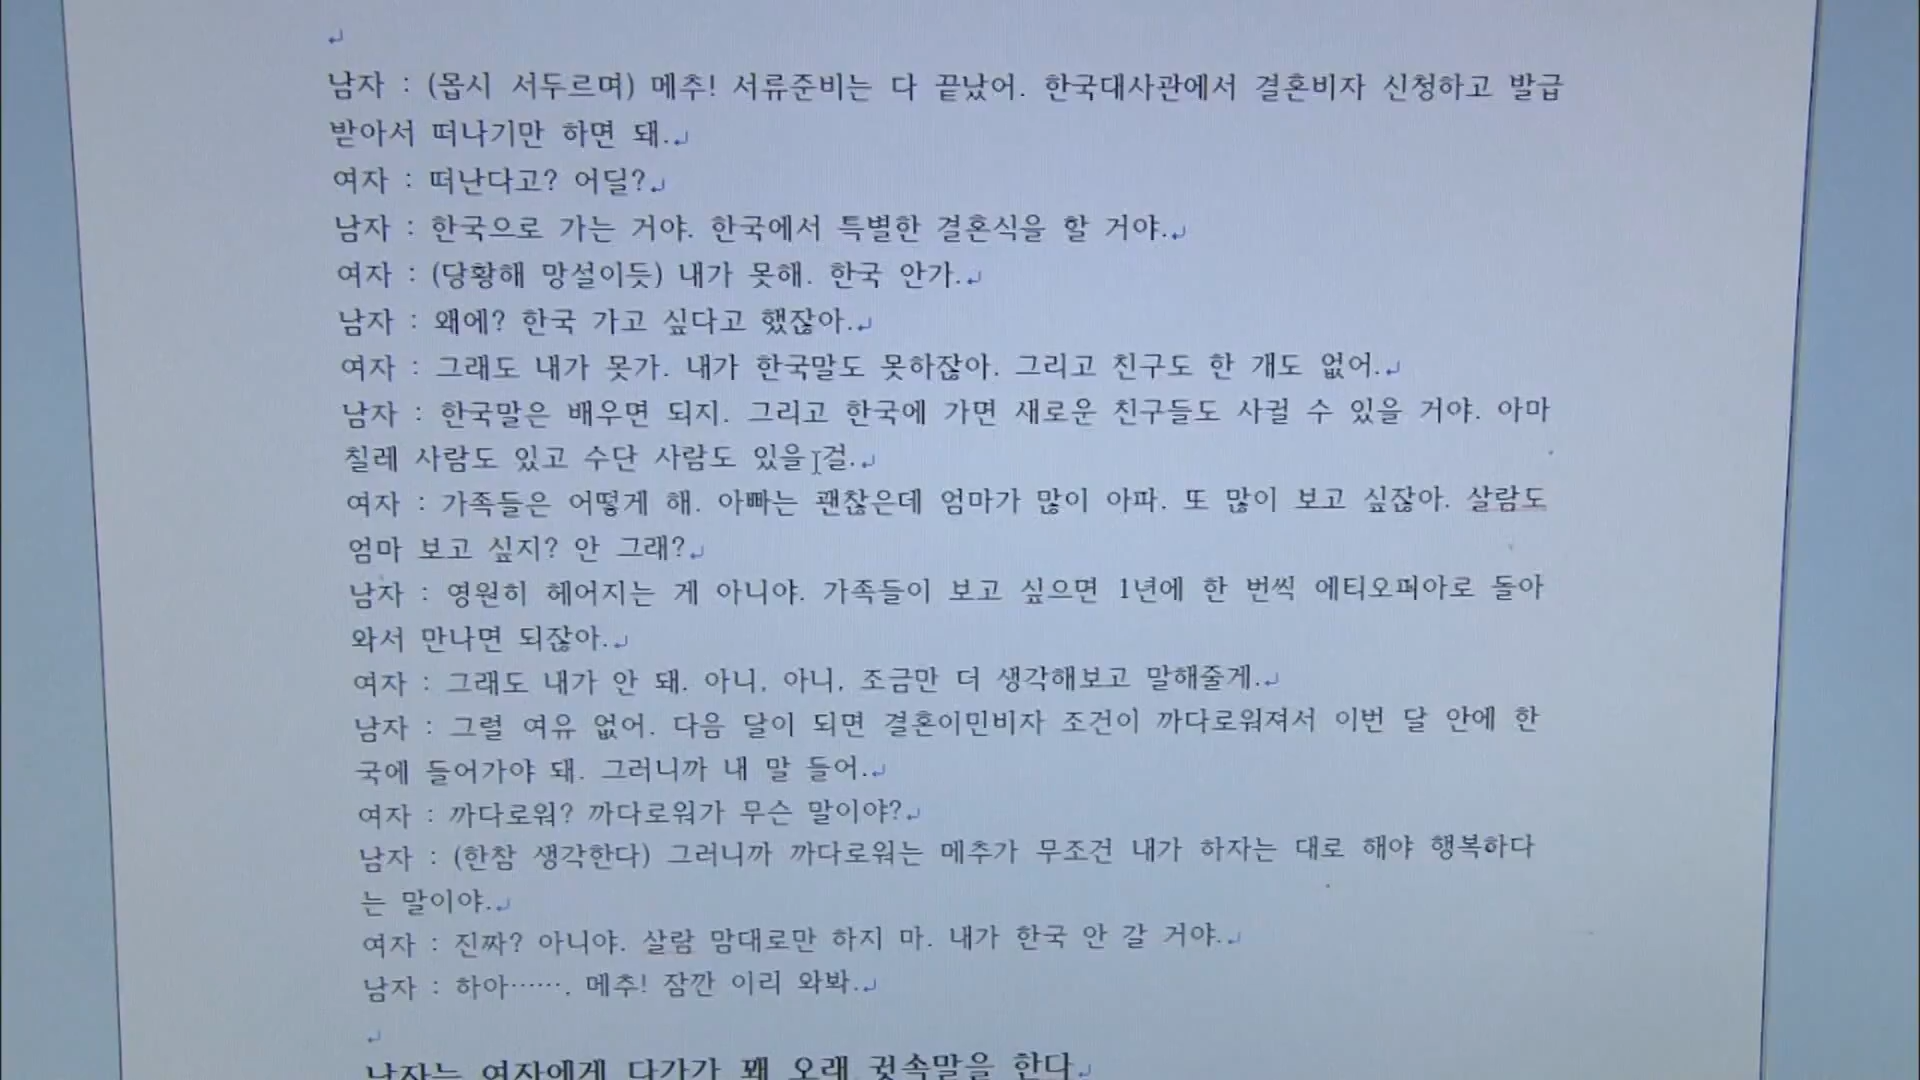 남자 : (몹시 서두르며) 메추! 서류준비는 다 끝났어. 한국대사관에서 결혼비자 신청하고 발급
받아서 떠나기만 하면 돼.
여자 : 떠난다고? 어딜?
남자 : 한국으로 가는 거야. 한국에서 특별한 결혼식을 할 거야.
여자 : (당황해 망설이듯) 내가 못해. 한국 안가.
남자 : 왜에? 한국 가고 싶다고 했잖아.
여자 : 그래도 내가 못가. 내가 한국말도 못하잖아. 그리고 친구도 한 개도 없어.
남자 : 한국말은 배우면 되지. 그리고 한국에 가면 새로운 친구들도 사귈 수 있을 거야. 아마
칠레 사람도 있고 수단 사람도 있을 걸.
여자 : 가족들은 어떻게 해. 아빠는 괜찮은데 엄마가 많이 아파. 또 많이 보고 싶잖아. 살람도
엄마 보고 싶지? 안 그래?
남자 : 영원히 헤어지는 게 아니야. 가족들이 보고 싶으면 1년에 한 번씩 에티오피아로 돌아
와서 만나면 되잖아.
여자 : 그래도 내가 안 돼. 아니, 아니, 조금만 더 생각해보고 말해줄게.
남자 : 그럴 여유 없어. 다음 달이 되면 결혼이민비자 조건이 까다로워져서 이번 달 안에 한
국에 들어가야 돼. 그러니까 내 말 들어.
여자 : 까다로워? 까다로워가 무슨 말이야?
남자 : (한참 생각한다) 그러니까 까다로워는 메추가 무조건 내가 하자는 대로 해야 행복하다
는 말이야.
여자 : 진짜? 아니야. 살람 맘대로만 하지 마. 내가 한국 안 갈 거야.
남자 : 하아……. 메추! 잠깐 이리 와봐.
남자는 여자에게 다가가 꽤 오래 귓속말을 한다.